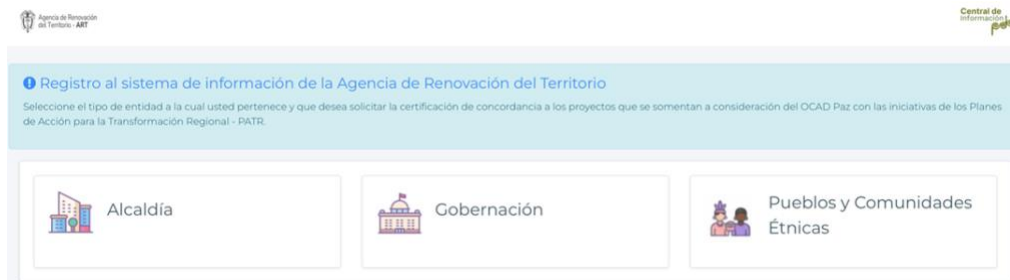 Agencia de Renovación
del Territorio - ART
Central de
Información
Registro al sistema de información de la Agencia de Renovación del Territorio
Seleccione el tipo de entidad a la cual usted pertenece y que desea solicitar la certificación de concordancia a los proyectos que se somentan a consideración del OCAD Paz con las iniciativas de los Planes
de Acción para la Transformación Regional - PATR.
Alcaldía
Gobernación
Pueblos y Comunidades
Étnicas